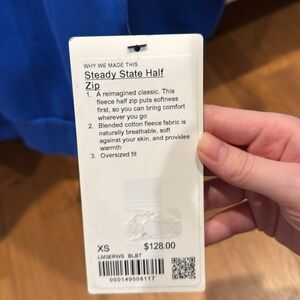 WHY WE MADE THIS
Steady State Half
Zip
1. A reimagined classic. This
fleece half zip puts softness
first, so you can bring comfort
wherever you go
2. Blended cotton fleece fabric is
naturally breathable, soft
against your skin, and provides
warmth
3. Oversized fit
XS $128.00
LM3ERWS BLBT
000149508117